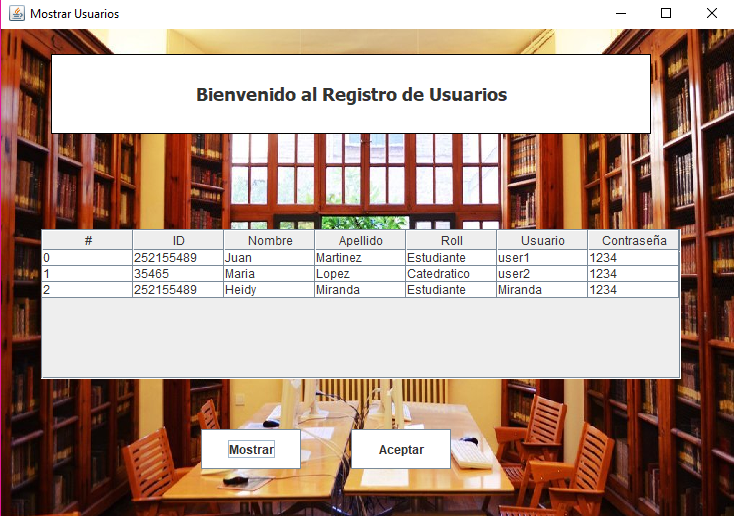 Mostrar Usuarios
Bienvenido al Registro de Usuarios
# ID Nombre Apellido Roll Usuario Contraseña
0 252155489 Juan Martinez Estudiante user1 1234
1 35465 Maria Lopez Catedratico user2 1234
2 252155489 Heidy Miranda Estudiante Miranda 1234
Mostrar Aceptar